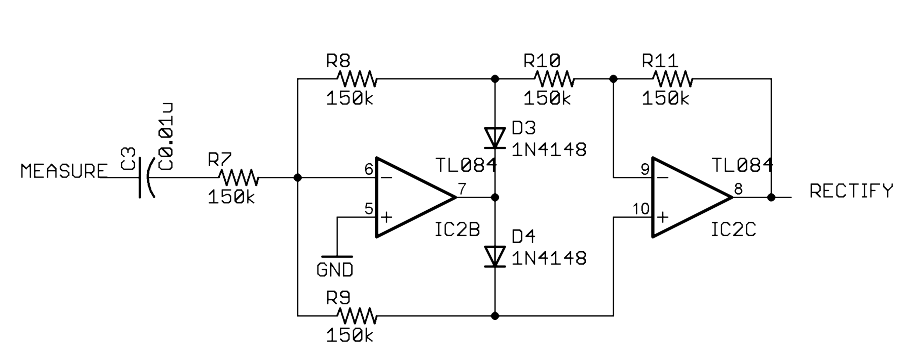 R8
150k
R10
150k
R11
150k
D3
1N4148
MEASURE
C3
C0.01u
R7
150k
6
5
7
TL084
IC2B
GND
9
10
8
TL084
IC2C
RECTIFY
D4
1N4148
R9
150k